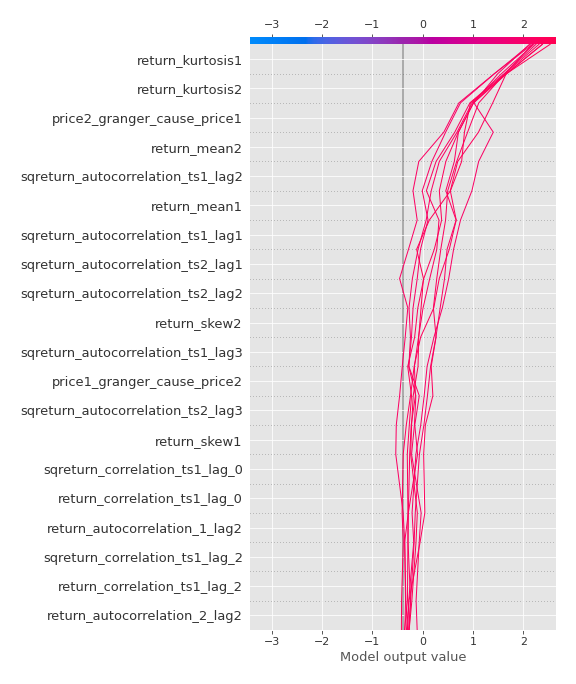 −3 −2 −1 0 1 2
return_kurtosis1
return_kurtosis2
price2_granger_cause_price1
return_mean2
sqreturn_autocorrelation_ts1_lag2
return_mean1
sqreturn_autocorrelation_ts1_lag1
sqreturn_autocorrelation_ts2_lag1
sqreturn_autocorrelation_ts2_lag2
return_skew2
sqreturn_autocorrelation_ts1_lag3
price1_granger_cause_price2
sqreturn_autocorrelation_ts2_lag3
return_skew1
sqreturn_correlation_ts1_lag_0
return_correlation_ts1_lag_0
return_autocorrelation_1_lag2
sqreturn_correlation_ts1_lag_2
return_correlation_ts1_lag_2
return_autocorrelation_2_lag2
−3 −2 −1 0 1 2
Model output value